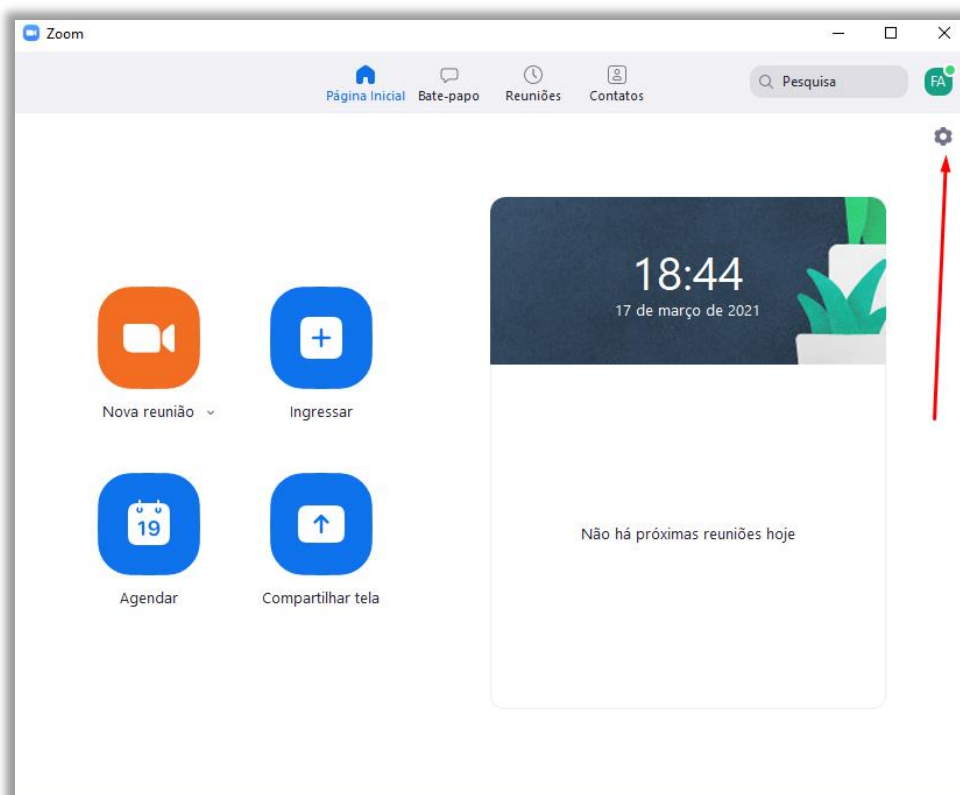 Zoom
Página Inicial Bate-papo Reuniões Contatos
Pesquisa
FA
18:44
17 de março de 2021
Nova reunião Ingressar
19
Agendar Compartilhar tela
Não há próximas reuniões hoje